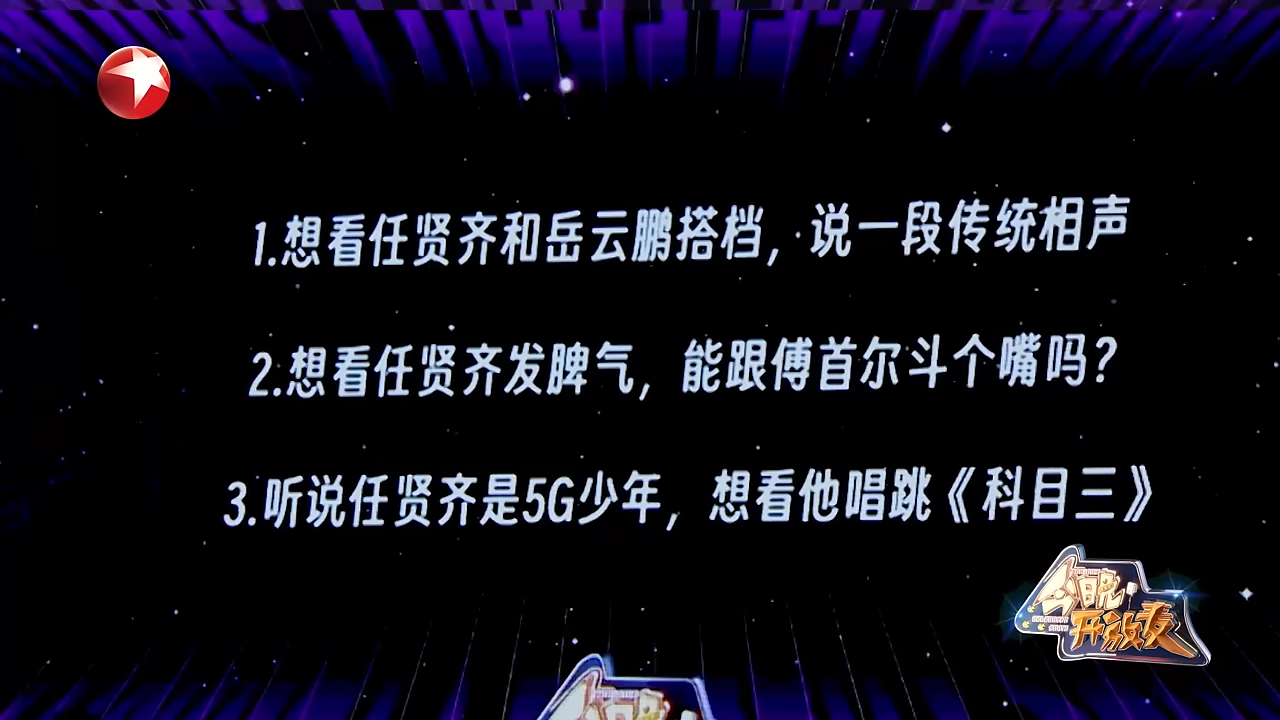 1.想看任贤齐和岳云鹏搭档，说一段传统相声
2.想看任贤齐发脾气，能跟傅首尔斗个嘴吗？
3.听说任贤齐是5G少年，想看他唱跳《科目三》
今晚
开放麦